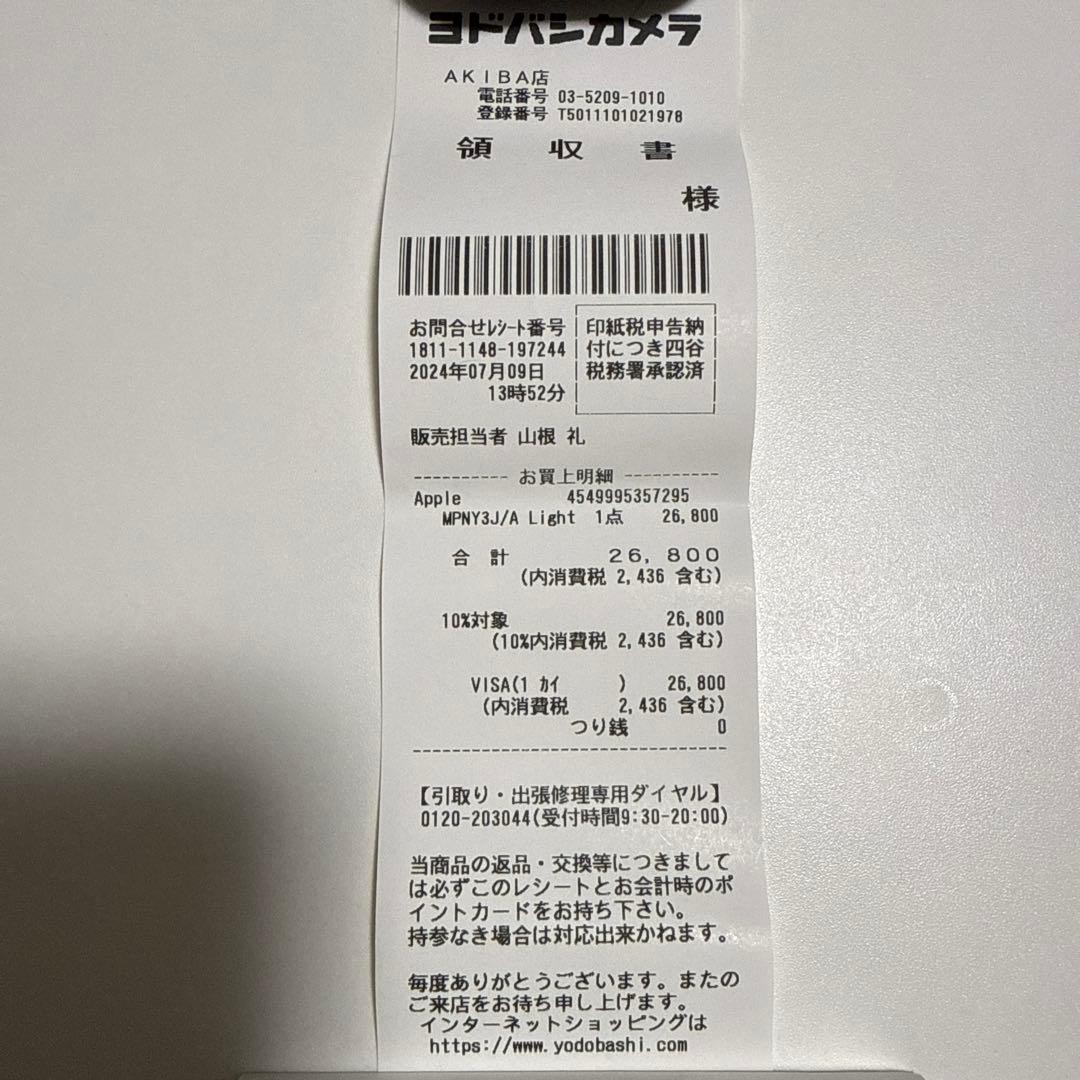 ヨドバシカメラ
AKIBA店
電話番号 03-5209-1010
登録番号 T5011101021978
領 収 書
様
お問合せﾚｼｰﾄ番号
1811-1148-197244
2024年07月09日
13時52分
印紙税申告納
付につき四谷
税務署承認済
販売担当者 山根 礼
---------- お買上明細 ----------
Apple 4549995357295
MPNY3J/A Light 1点 26,800
合 計 26,800
(内消費税 2,436 含む)
10%対象 26,800
(10%内消費税 2,436 含む)
VISA(1 ｶｲ ) 26,800
(内消費税 2,436 含む)
つり銭 0
--------------------------------
【引取り・出張修理専用ダイヤル】
0120-203044(受付時間9:30-20:00)
当商品の返品・交換等につきまして
は必ずこのレシートとお会計時のポ
イントカードをお持ち下さい。
持参なき場合は対応出来かねます。
毎度ありがとうございます。またの
ご来店をお待ち申し上げます。
インターネットショッピングは
https://www.yodobashi.com